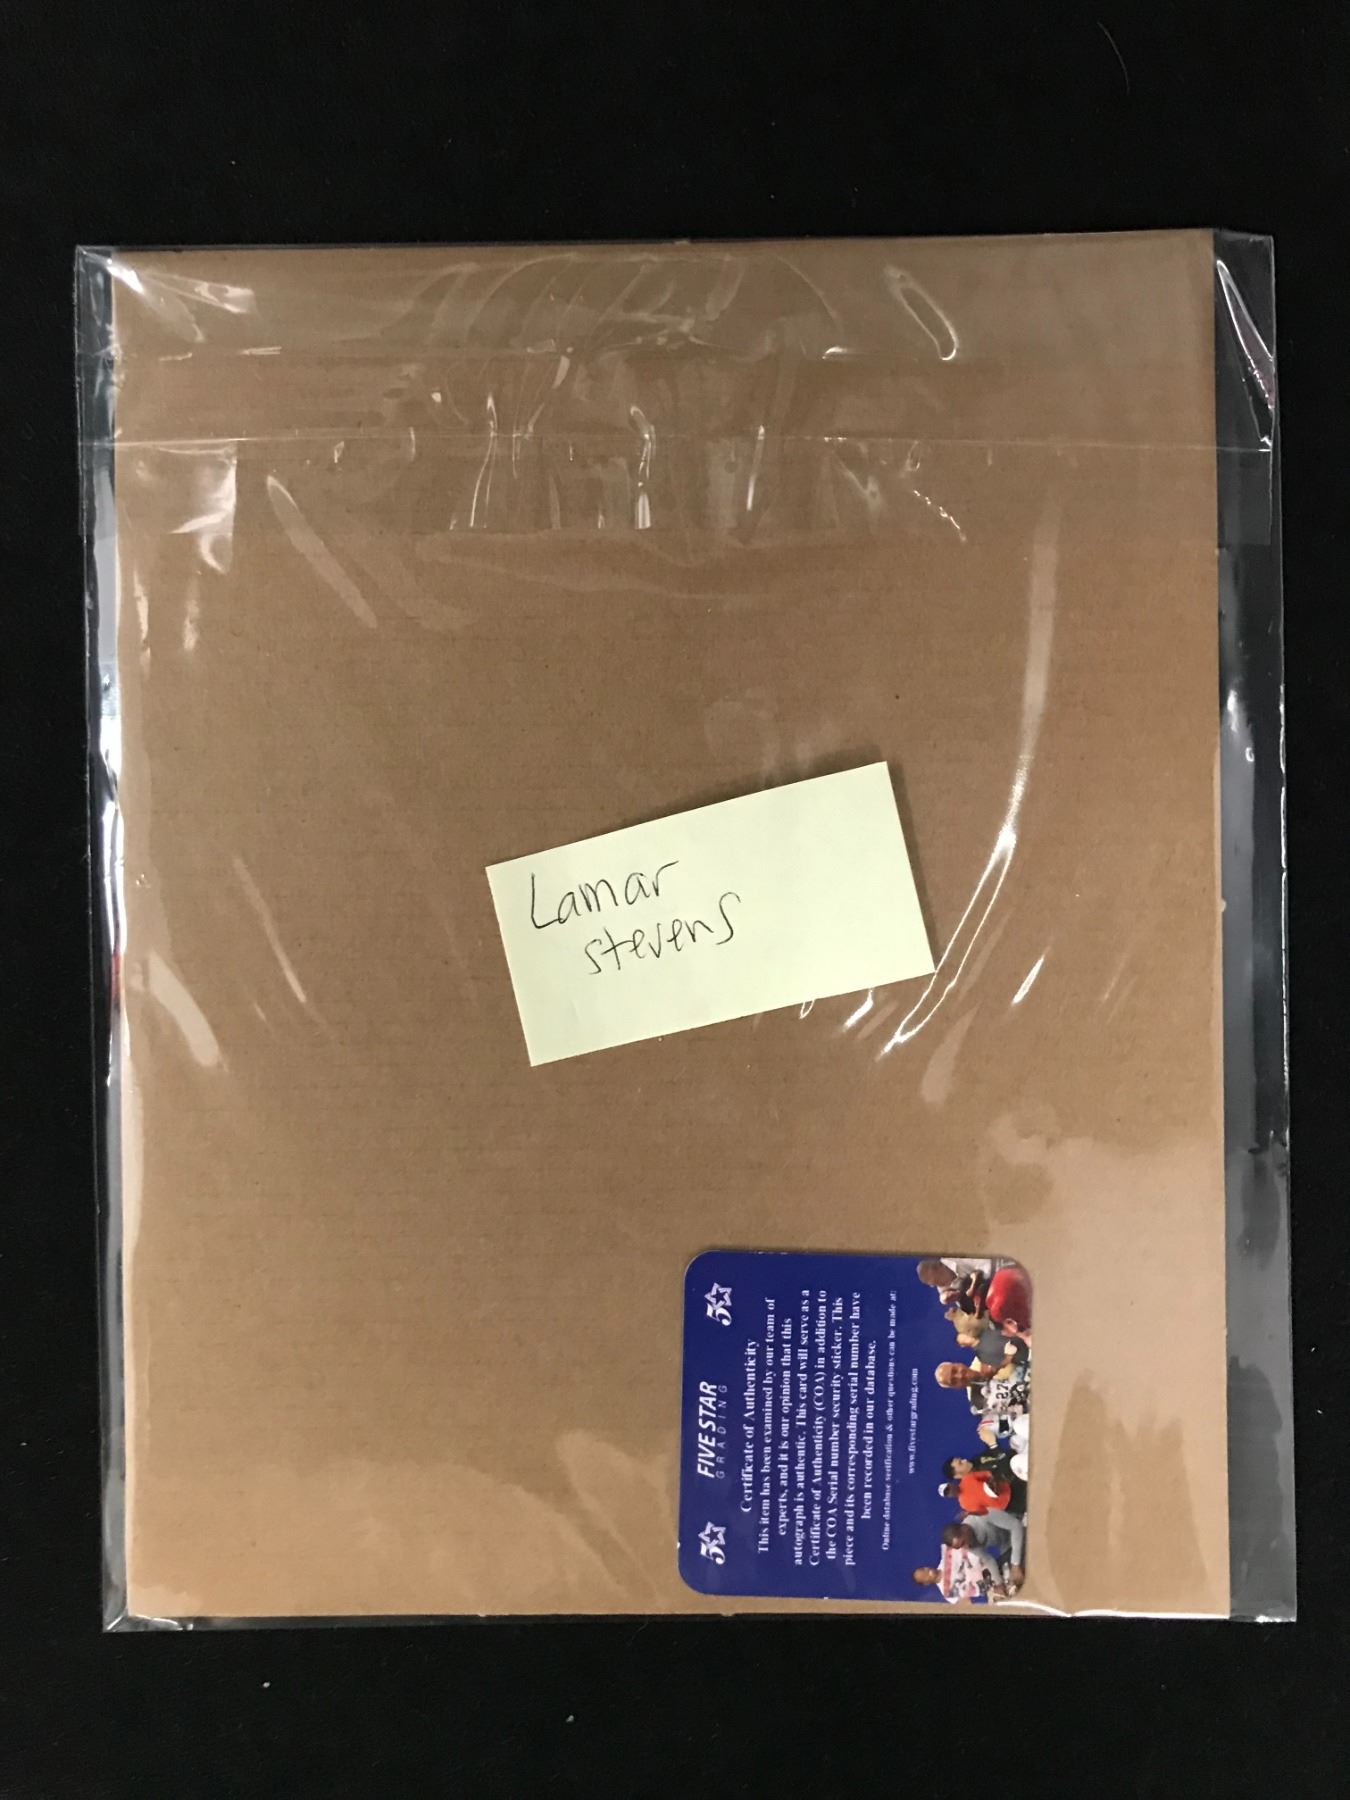 Lamar
stevens
5
FIVE STAR
GRADING
5
Certificate of Authenticity
This item has been examined by our team of
experts, and it is our opinion that this
autograph is authentic. This card will serve as a
Certificate of Authenticity (COA) in addition to
the COA Serial number security sticker. This
piece and its corresponding serial number have
been recorded in our database.
Online database verification & other questions can be made at:
www.fivestargrading.com
27